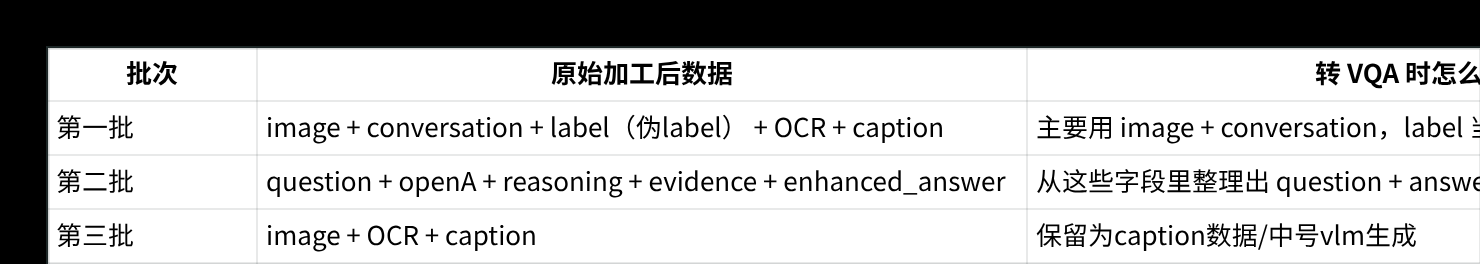 批次 原始加工后数据 转 VQA 时怎么
第一批 image + conversation + label（伪label） + OCR + caption 主要用 image + conversation，label
第二批 question + openA + reasoning + evidence + enhanced_answer 从这些字段里整理出 question + answe
第三批 image + OCR + caption 保留为caption数据/中号vlm生成